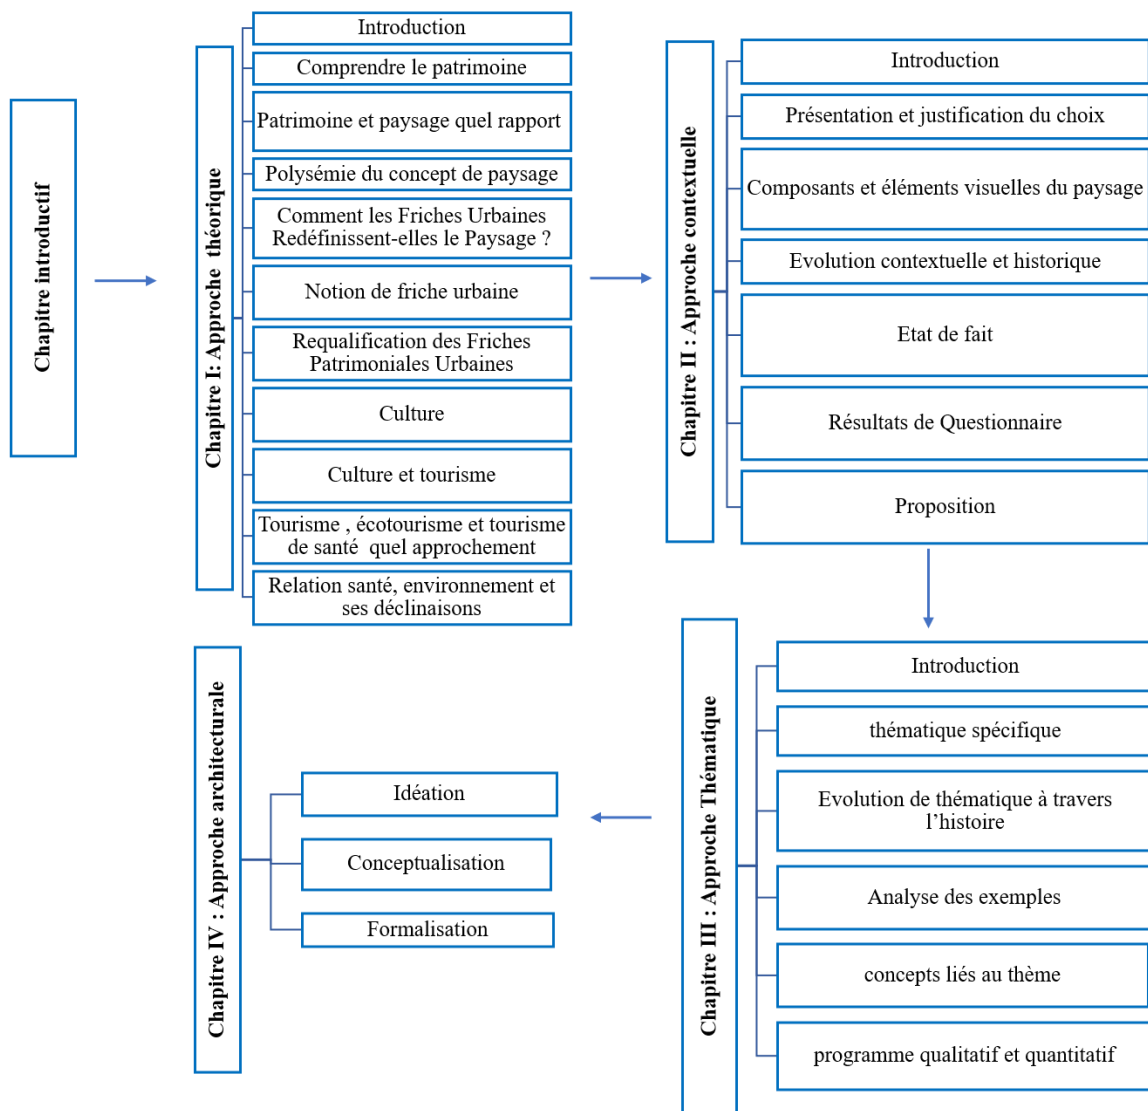 Chapitre introductif
Chapitre I: Approche théorique
Introduction
Comprendre le patrimoine
Patrimoine et paysage quel rapport
Polysémie du concept de paysage
Comment les Friches Urbaines
Redéfinissent-elles le Paysage ?
Notion de friche urbaine
Requalification des Friches
Patrimoniales Urbaines
Culture
Culture et tourisme
Tourisme , écotourisme et tourisme
de santé quel approchement
Relation santé, environnement et
ses déclinaisons
Chapitre II : Approche contextuelle
Introduction
Présentation et justification du choix
Composants et éléments visuelles du paysage
Evolution contextuelle et historique
Etat de fait
Résultats de Questionnaire
Proposition
Chapitre III : Approche Thématique
Introduction
thématique spécifique
Evolution de thématique à travers
l’histoire
Analyse des exemples
concepts liés au thème
programme qualitatif et quantitatif
Chapitre IV : Approche architecturale
Idéation
Conceptualisation
Formalisation